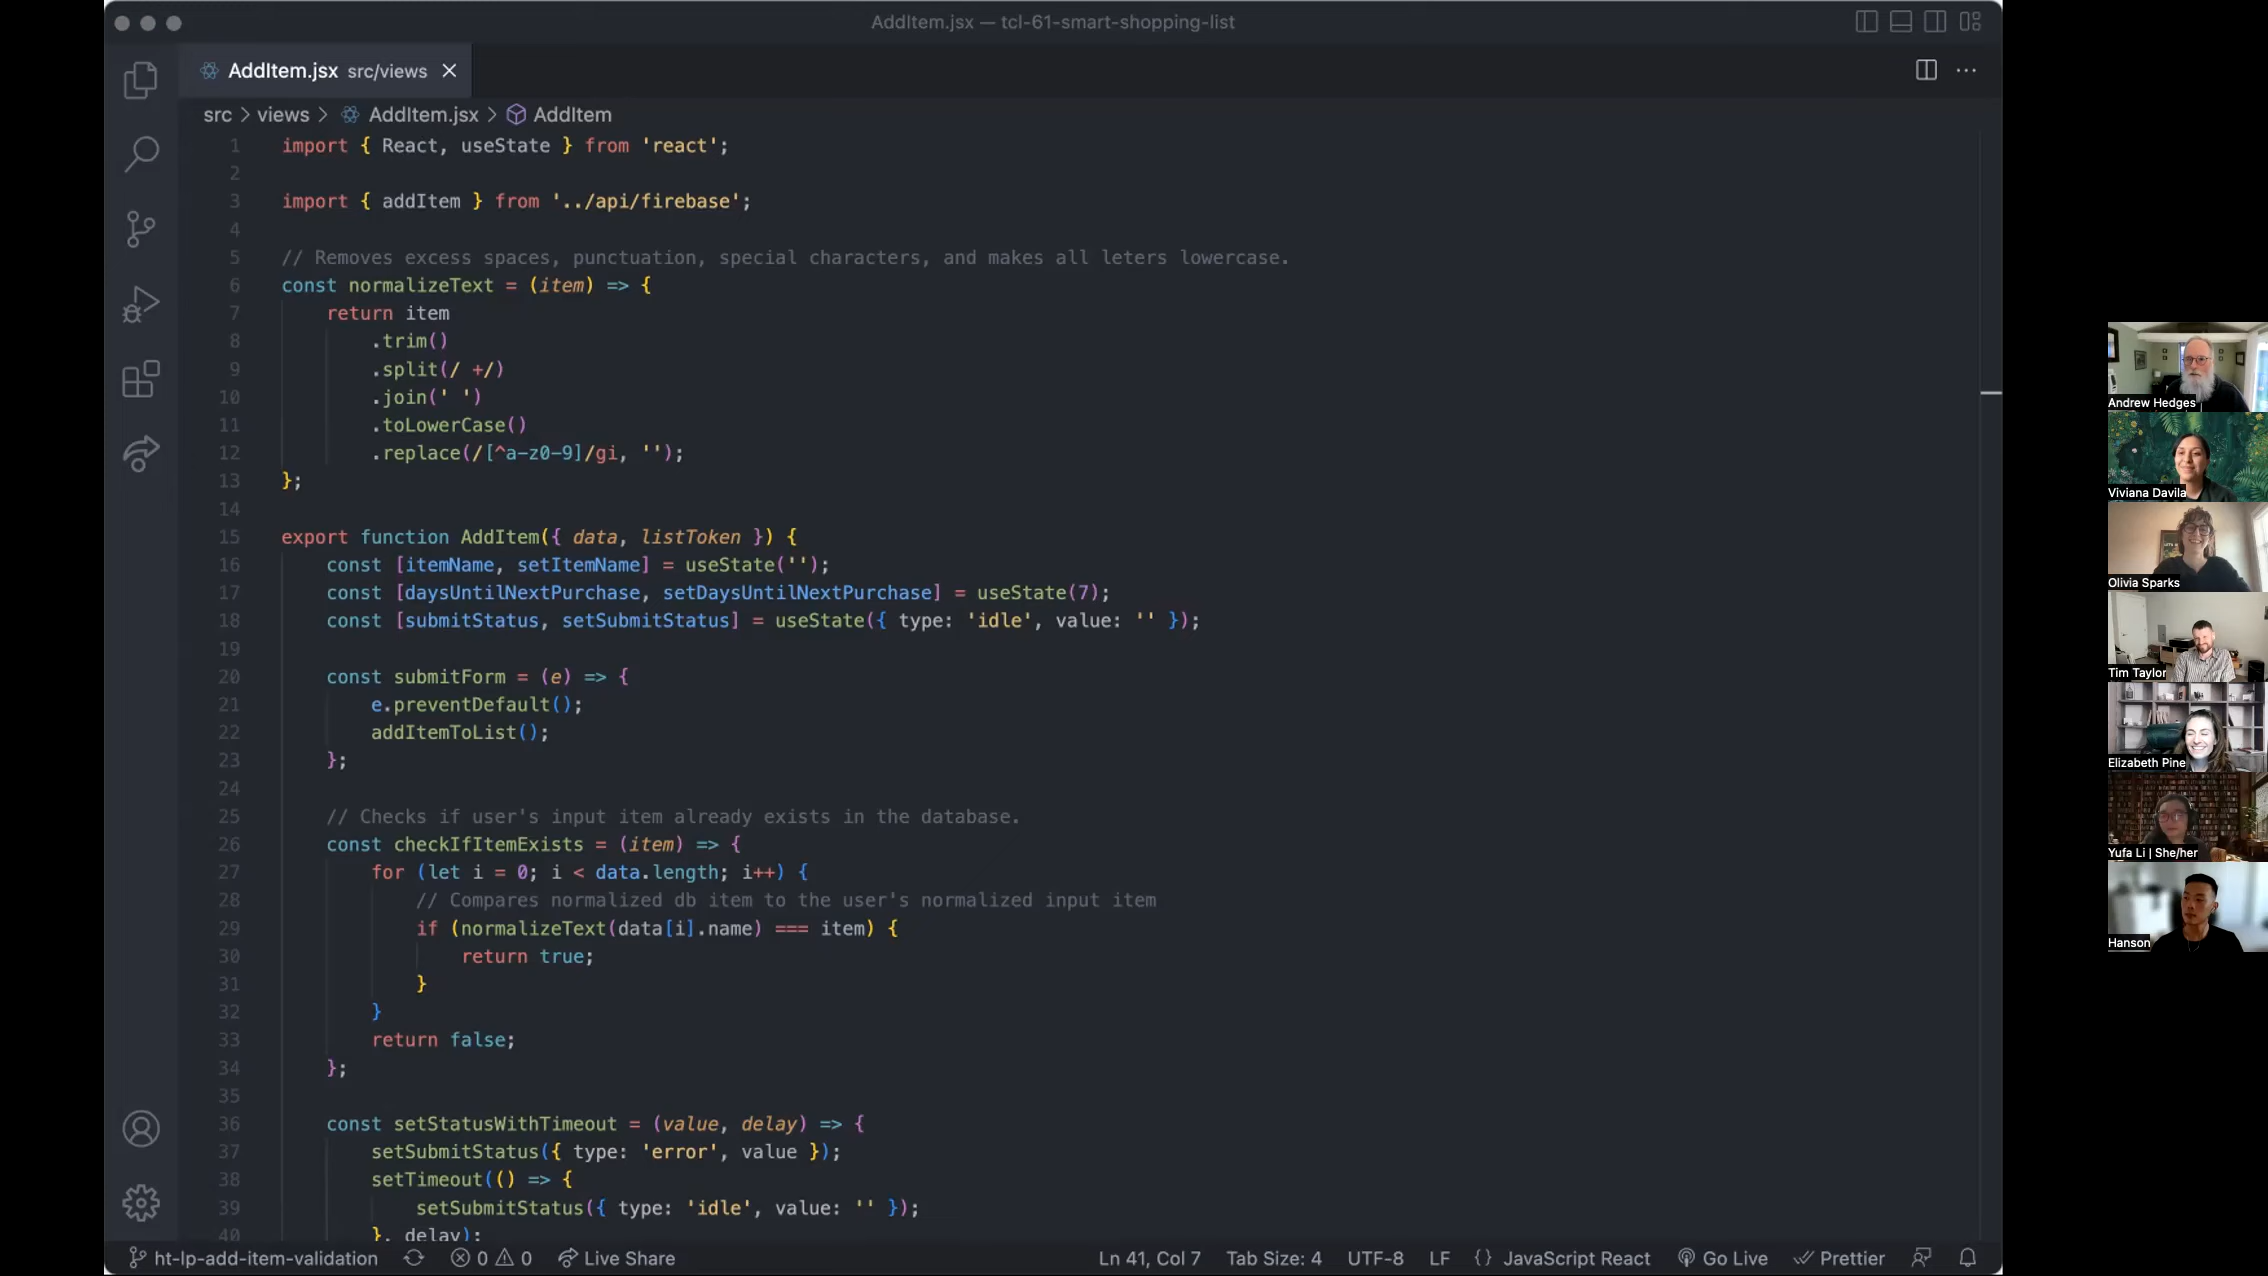 AddItem.jsx — tcl-61-smart-shopping-list
AddItem.jsx src/views
src > views > AddItem.jsx > AddItem
1 import { React, useState } from 'react';
2
3 import { addItem } from '../api/firebase';
4
5 // Removes excess spaces, punctuation, special characters, and makes all leters lowercase.
6 const normalizeText = (item) => {
7 return item
8 .trim()
9 .split(/ +/)
10 .join(' ')
11 .toLowerCase()
12 .replace(/[^a-z0-9]/gi, '');
13 };
14
15 export function AddItem({ data, listToken }) {
16 const [itemName, setItemName] = useState('');
17 const [daysUntilNextPurchase, setDaysUntilNextPurchase] = useState(7);
18 const [submitStatus, setSubmitStatus] = useState({ type: 'idle', value: '' });
19
20 const submitForm = (e) => {
21 e.preventDefault();
22 addItemToList();
23 };
24
25 // Checks if user's input item already exists in the database.
26 const checkIfItemExists = (item) => {
27 for (let i = 0; i < data.length; i++) {
28 // Compares normalized db item to the user's normalized input item
29 if (normalizeText(data[i].name) === item) {
30 return true;
31 }
32 }
33 return false;
34 };
35
36 const setStatusWithTimeout = (value, delay) => {
37 setSubmitStatus({ type: 'error', value });
38 setTimeout(() => {
39 setSubmitStatus({ type: 'idle', value: '' });
40 }, delay);
ht-lp-add-item-validation 0 0 Live Share Ln 41, Col 7 Tab Size: 4 UTF-8 LF {} JavaScript React Go Live Prettier
Andrew Hedges
Viviana Davila
Olivia Sparks
Tim Taylor
Elizabeth Pine
Yufa Li | She/her
Hanson